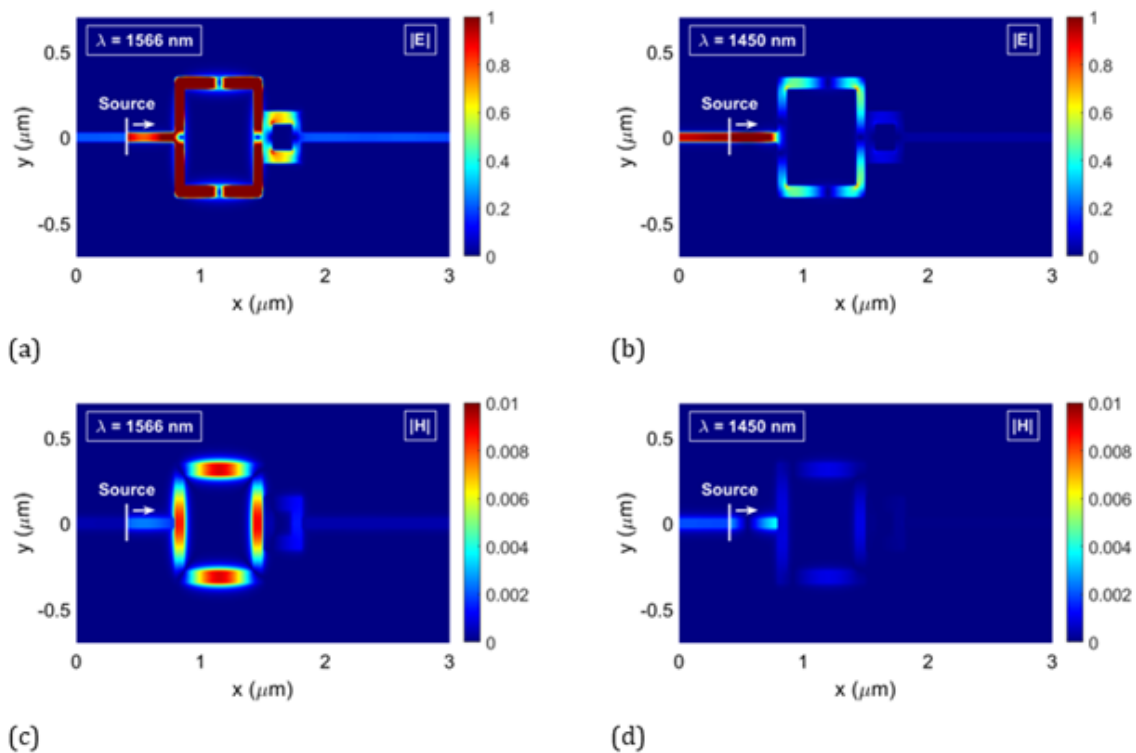 λ = 1566 nm
|E|
Source
y (μm)
0.5
0
-0.5
0
1
2
3
x (μm)
1
0.8
0.6
0.4
0.2
0
(a)
λ = 1450 nm
|E|
Source
y (μm)
0.5
0
-0.5
0
1
2
3
x (μm)
1
0.8
0.6
0.4
0.2
0
(b)
λ = 1566 nm
|H|
Source
y (μm)
0.5
0
-0.5
0
1
2
3
x (μm)
0.01
0.008
0.006
0.004
0.002
0
(c)
λ = 1450 nm
|H|
Source
y (μm)
0.5
0
-0.5
0
1
2
3
x (μm)
0.01
0.008
0.006
0.004
0.002
0
(d)